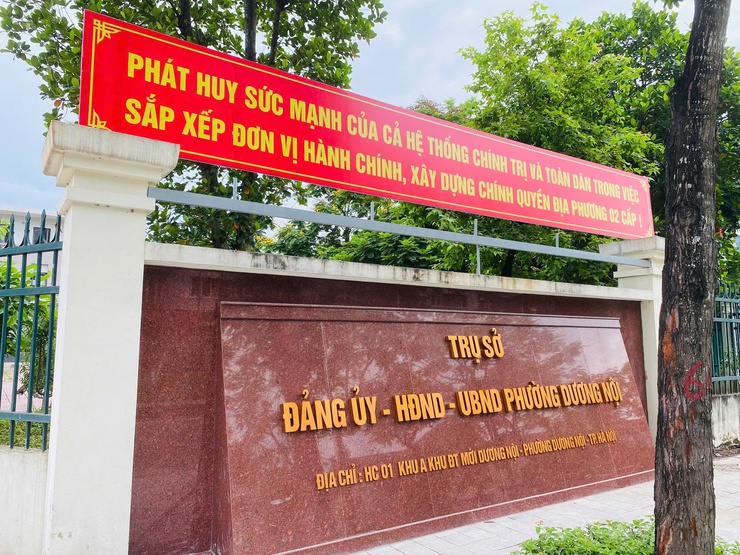 PHÁT HUY SỨC MẠNH CỦA CẢ HỆ THỐNG CHÍNH TRỊ VÀ TOÀN DÂN TRONG VIỆC
SẮP XẾP ĐƠN VỊ HÀNH CHÍNH, XÂY DỰNG CHÍNH QUYỀN ĐỊA PHƯƠNG 02 CẤP !
TRỤ SỞ
ĐẢNG ỦY - HĐND - UBND PHƯỜNG DƯƠNG NỘI
ĐỊA CHỈ : HC 01 KHU A KHU ĐT MỚI DƯƠNG NỘI - PHƯỜNG DƯƠNG NỘI - TP. HÀ NỘI
6